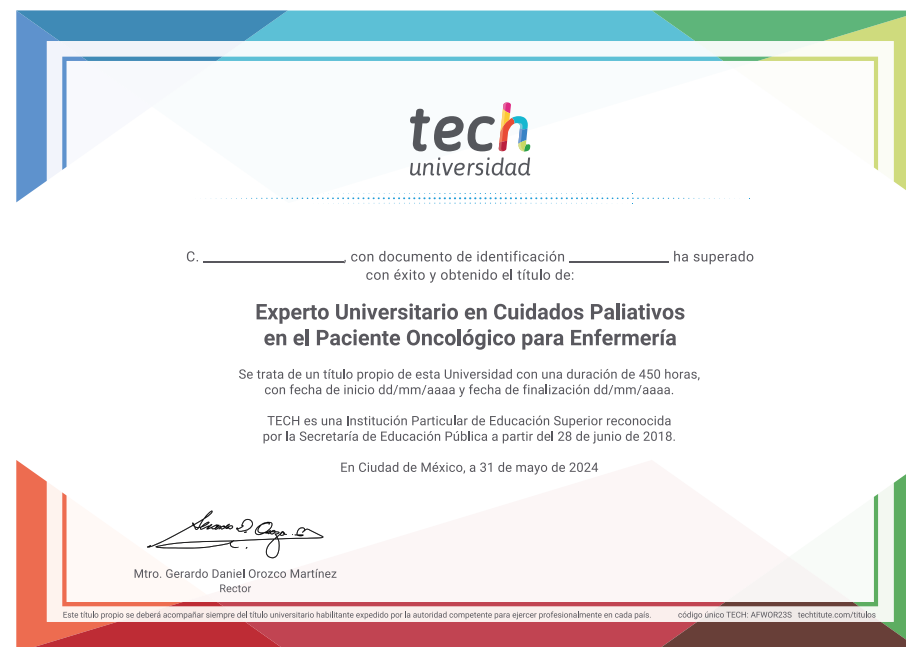 tech
universidad
C. ____________________, con documento de identificación ______________ ha superado
con éxito y obtenido el título de:
Experto Universitario en Cuidados Paliativos
en el Paciente Oncológico para Enfermería
Se trata de un título propio de esta Universidad con una duración de 450 horas,
con fecha de inicio dd/mm/aaaa y fecha de finalización dd/mm/aaaa.
TECH es una Institución Particular de Educación Superior reconocida
por la Secretaría de Educación Pública a partir del 28 de junio de 2018.
En Ciudad de México, a 31 de mayo de 2024
Mtro. Gerardo Daniel Orozco Martínez
Rector
Este título propio se deberá acompañar siempre del título universitario habilitante expedido por la autoridad competente para ejercer profesionalmente en cada país. código único TECH: AFWOR23S techtitute.com/titulos